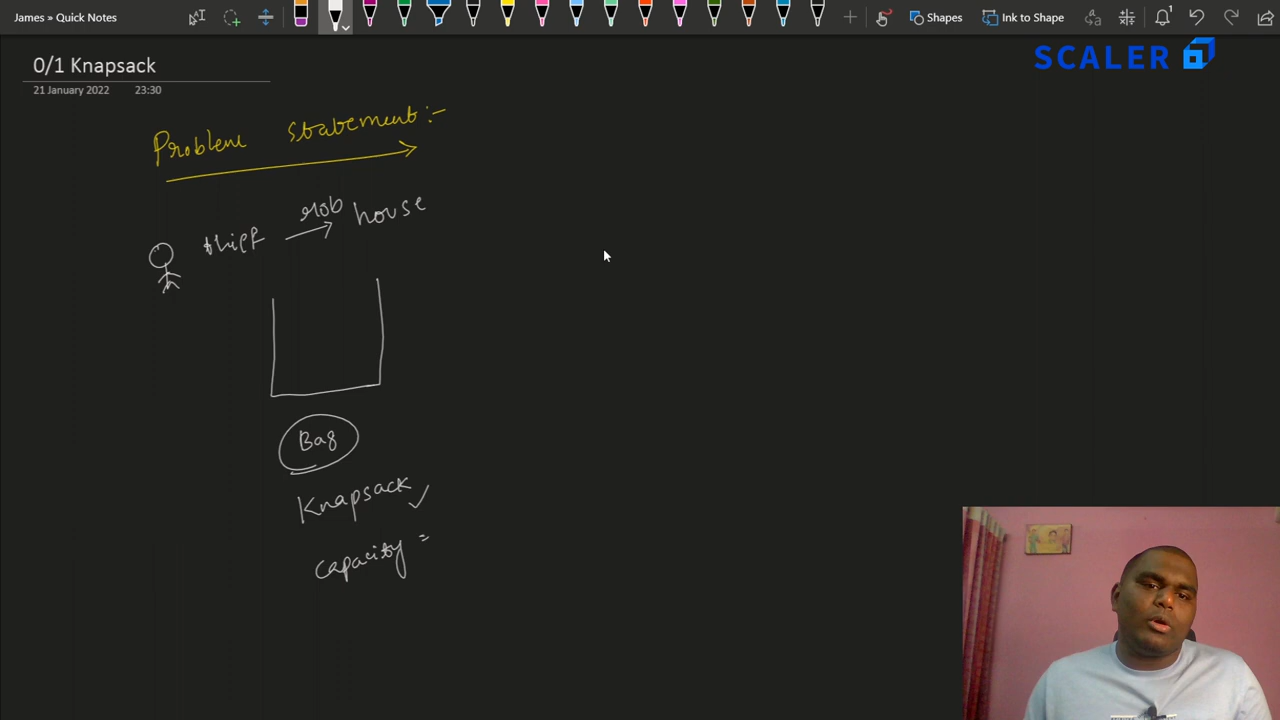 James » Quick Notes
Shapes
Ink to Shape
1
SCALER
0/1 Knapsack
21 January 2022 23:30
Problem statement :-
thief rob house
Bag
Knapsack
capacity =